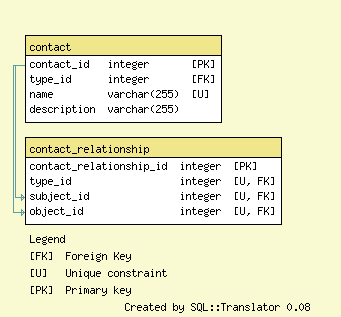 contact
contact_id integer [PK]
type_id integer [FK]
name varchar(255) [U]
description varchar(255)
contact_relationship
contact_relationship_id integer [PK]
type_id integer [U, FK]
subject_id integer [U, FK]
object_id integer [U, FK]
Legend
[FK] Foreign Key
[U] Unique constraint
[PK] Primary key
Created by SQL::Translator 0.08